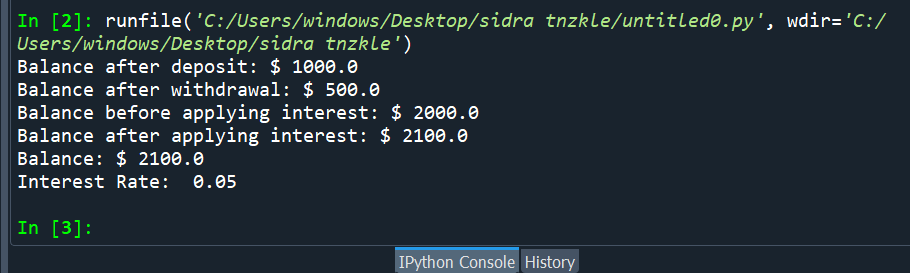 In [2]: runfile('C:/Users/windows/Desktop/sidra tnzkle/untitled0.py', wdir='C:/
Users/windows/Desktop/sidra tnzkle')
Balance after deposit: $ 1000.0
Balance after withdrawal: $ 500.0
Balance before applying interest: $ 2000.0
Balance after applying interest: $ 2100.0
Balance: $ 2100.0
Interest Rate:  0.05
In [3]:
IPython Console History